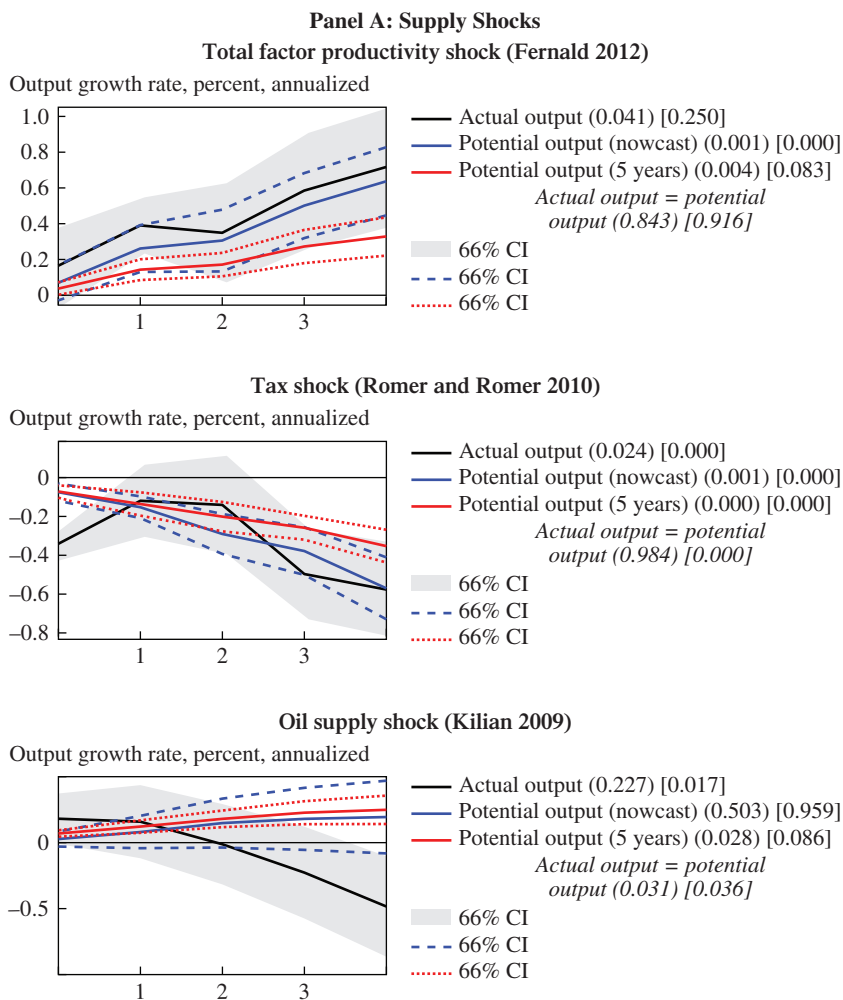 Panel A: Supply Shocks
Total factor productivity shock (Fernald 2012)
Output growth rate, percent, annualized
1.0
0.8
0.6
0.4
0.2
0
1
2
3
Actual output (0.041) [0.250]
Potential output (nowcast) (0.001) [0.000]
Potential output (5 years) (0.004) [0.083]
Actual output = potential
output (0.843) [0.916]
66% CI
66% CI
66% CI
Tax shock (Romer and Romer 2010)
Output growth rate, percent, annualized
0
−0.2
−0.4
−0.6
−0.8
1
2
3
Actual output (0.024) [0.000]
Potential output (nowcast) (0.001) [0.000]
Potential output (5 years) (0.000) [0.000]
Actual output = potential
output (0.984) [0.000]
66% CI
66% CI
66% CI
Oil supply shock (Kilian 2009)
Output growth rate, percent, annualized
0
−0.5
1
2
3
Actual output (0.227) [0.017]
Potential output (nowcast) (0.503) [0.959]
Potential output (5 years) (0.028) [0.086]
Actual output = potential
output (0.031) [0.036]
66% CI
66% CI
66% CI